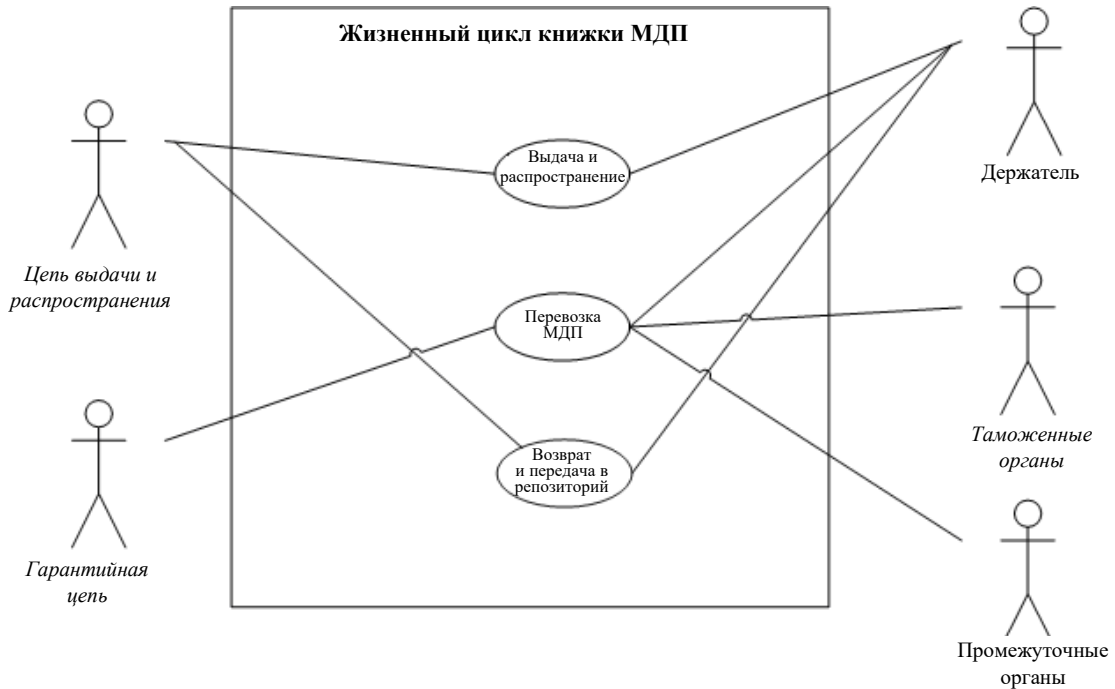 Жизненный цикл книжки МДП
Выдача и
распространение
Держатель
Цепь выдачи и
распространения
Перевозка
МДП
Таможенные
органы
Гарантийная
цепь
Возврат
и передача в
репозиторий
Промежуточные
органы